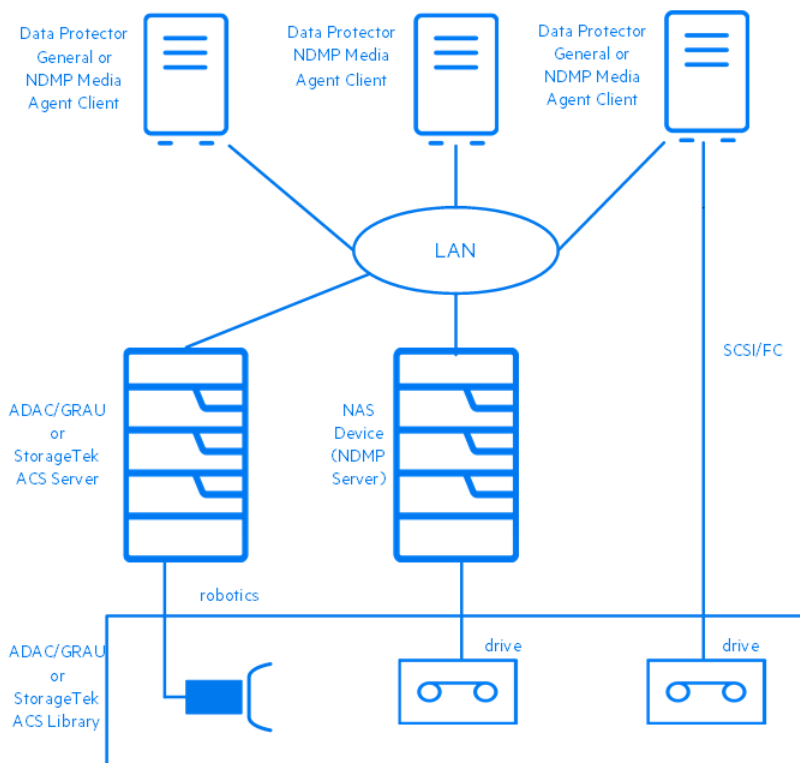 Data Protector
General or
NDMP Media
Agent Client
Data Protector
NDMP Media
Agent Client
Data Protector
General or
NDMP Media
Agent Client
LAN
SCSI/FC
ADAC/GRAU
or
StorageTek
ACS Server
NAS
Device
(NDMP
Server)
robotics
ADAC/GRAU
or
StorageTek
ACS Library
drive
drive